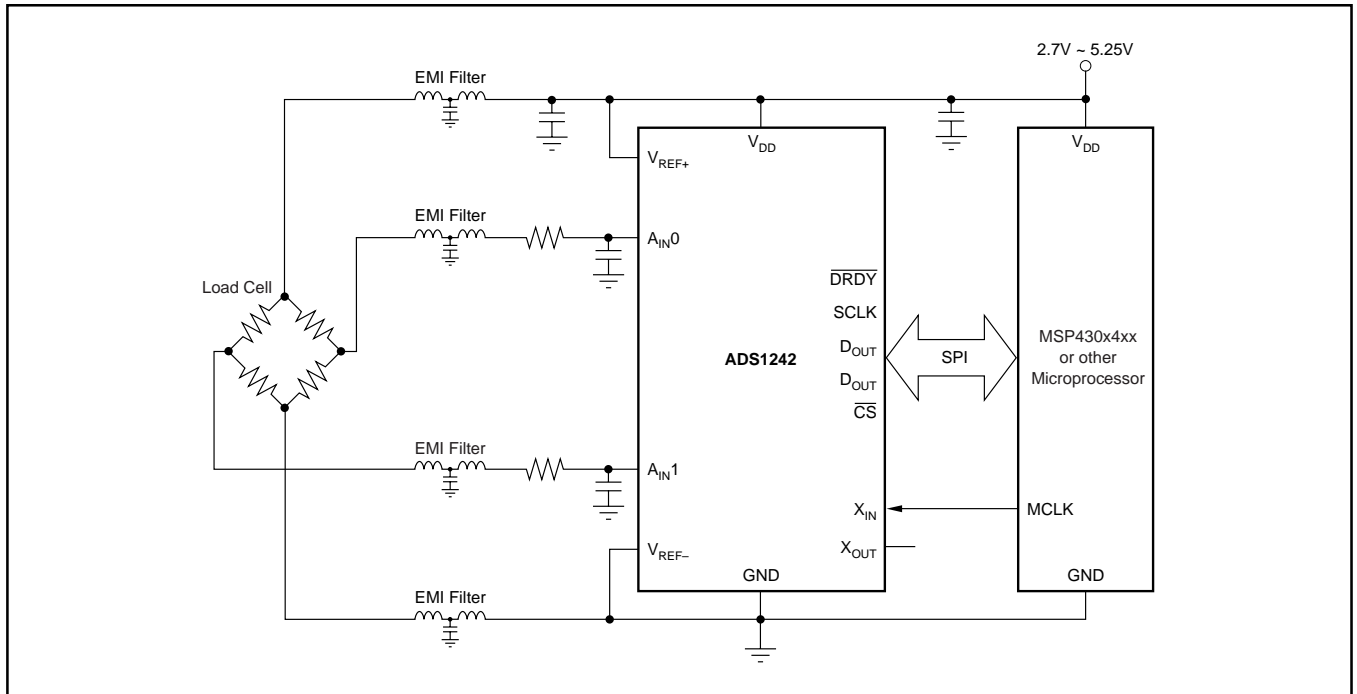 2.7V ~ 5.25V
EMI Filter
VDD
VDD
VREF+
EMI Filter
AIN0
Load Cell
DRDY
SCLK
DOUT
DOUT
CS
ADS1242
SPI
MSP430x4xx
or other
Microprocessor
EMI Filter
AIN1
XIN
MCLK
XOUT
VREF–
GND
GND
EMI Filter